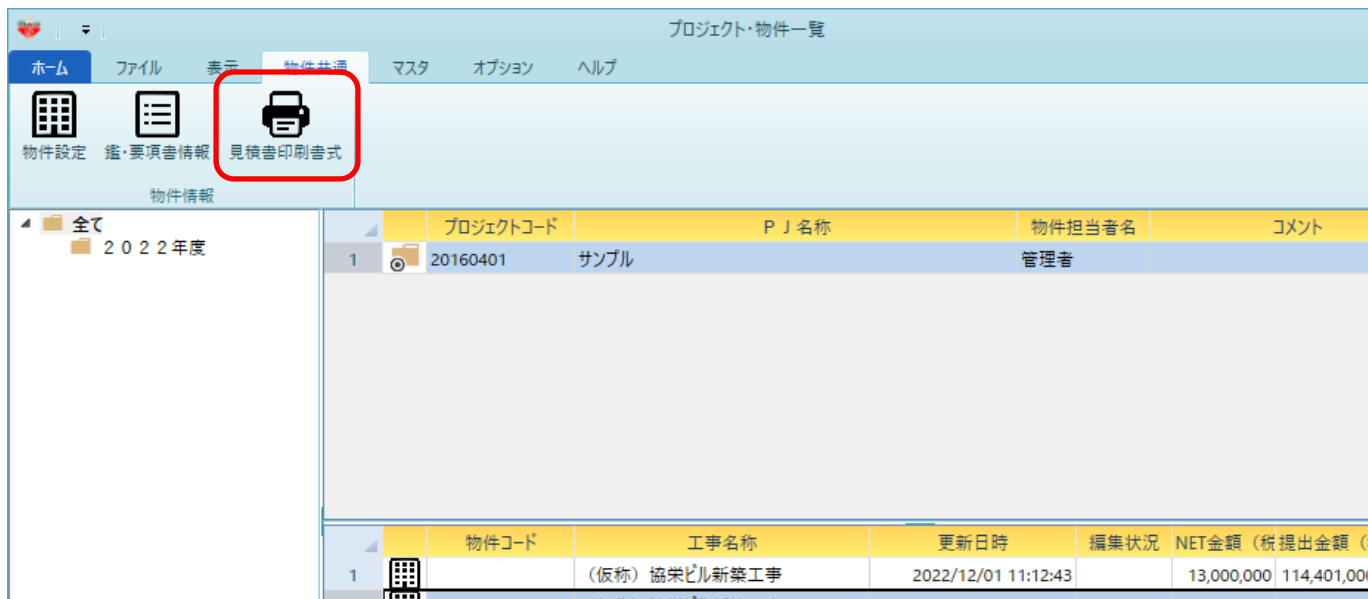 プロジェクト・物件一覧
ホーム ファイル 表示 物件共通 マスタ オプション ヘルプ
物件設定 鑑・要項書情報 見積書印刷書式
物件情報
全て
２０２２年度
プロジェクトコード ＰＪ名称 物件担当者名 コメント
1 20160401 サンプル 管理者
物件コード 工事名称 更新日時 編集状況 NET金額（税 提出金額（
1 （仮称）協栄ビル新築工事 2022/12/01 11:12:43 13,000,000 114,401,00